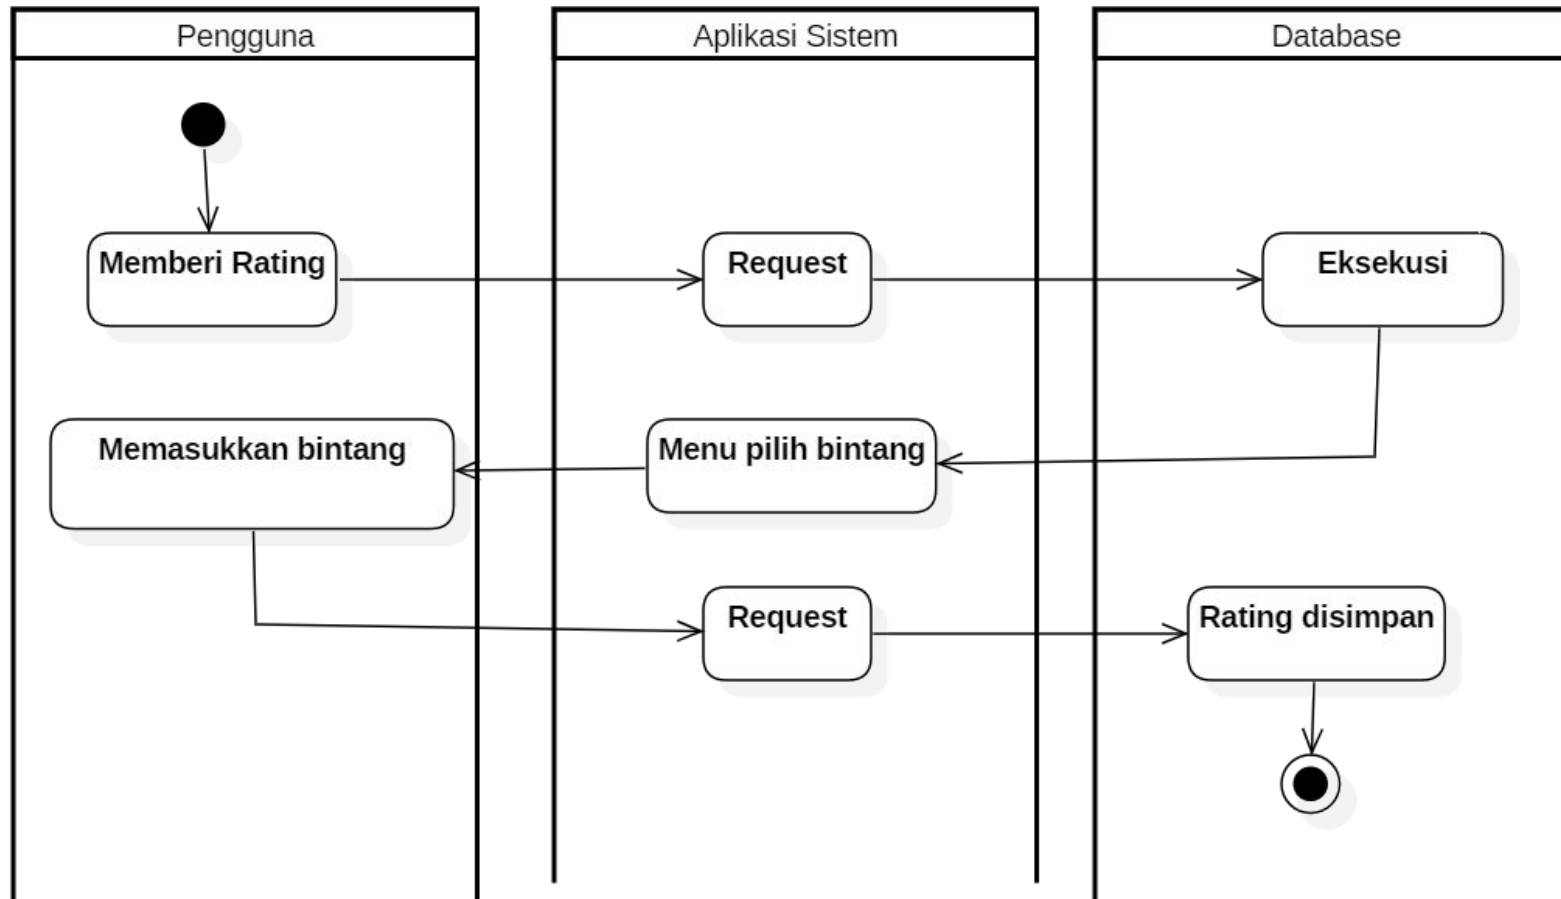 Pengguna
Aplikasi Sistem
Database
Memberi Rating
Request
Eksekusi
Memasukkan bintang
Menu pilih bintang
Request
Rating disimpan